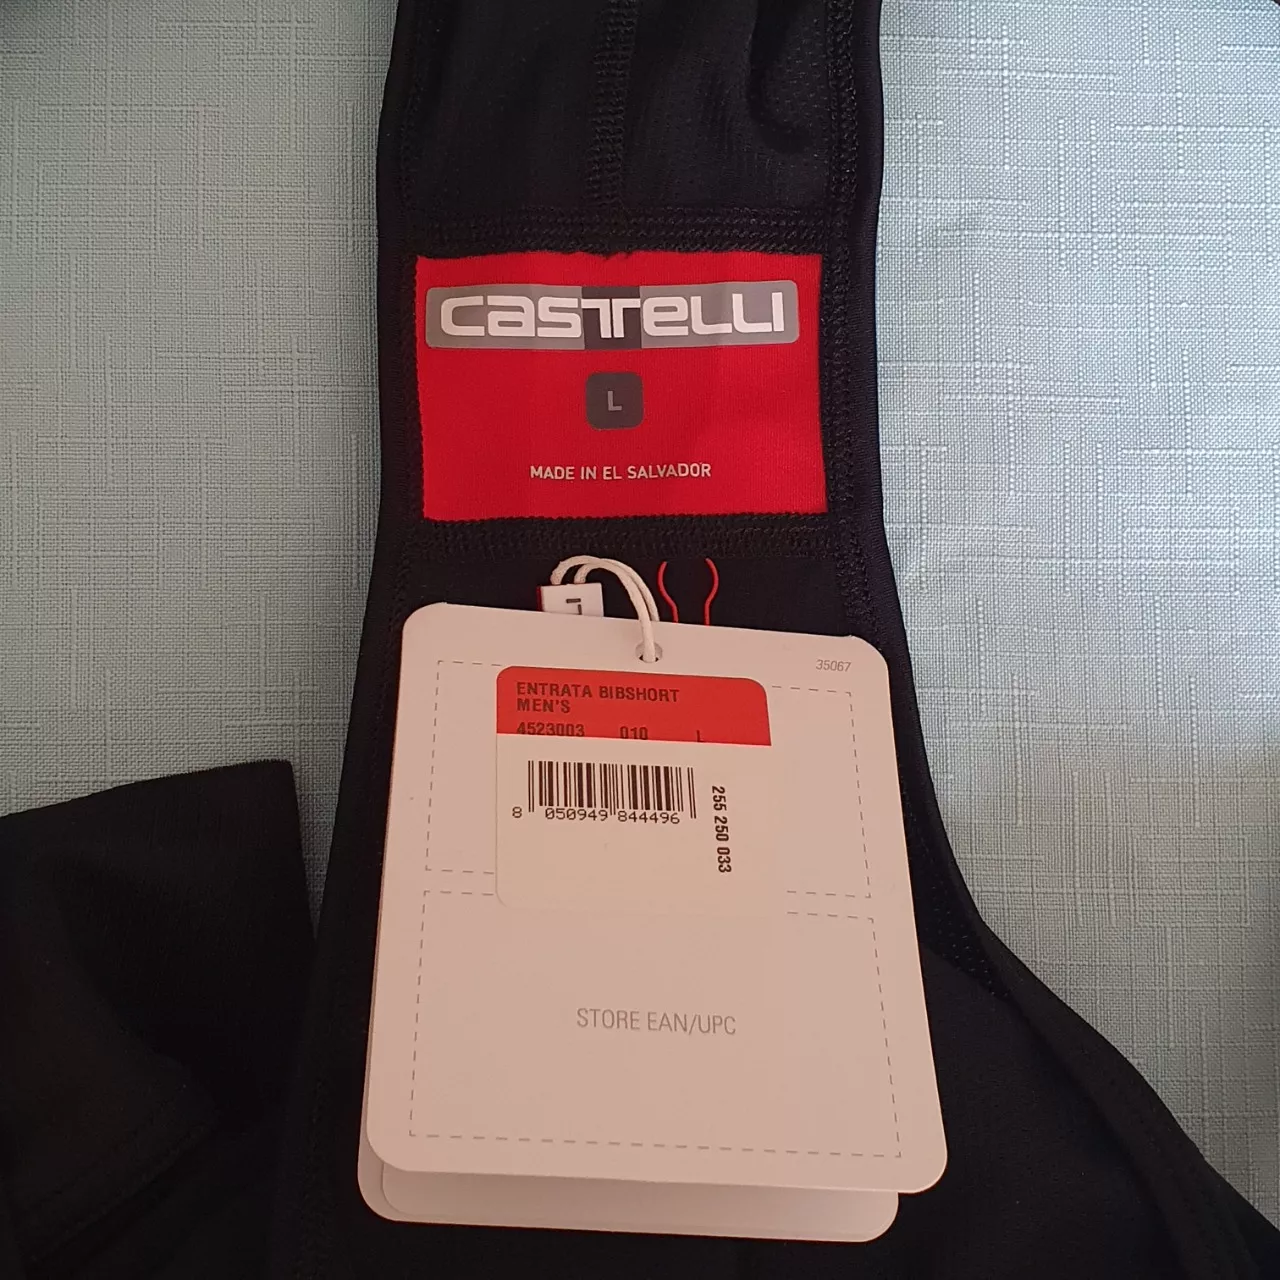 castelli
L
MADE IN EL SALVADOR
35067
ENTRATA BIBSHORT
MEN'S
4523003 010 L
8 050949 844496
255 250 033
STORE EAN/UPC